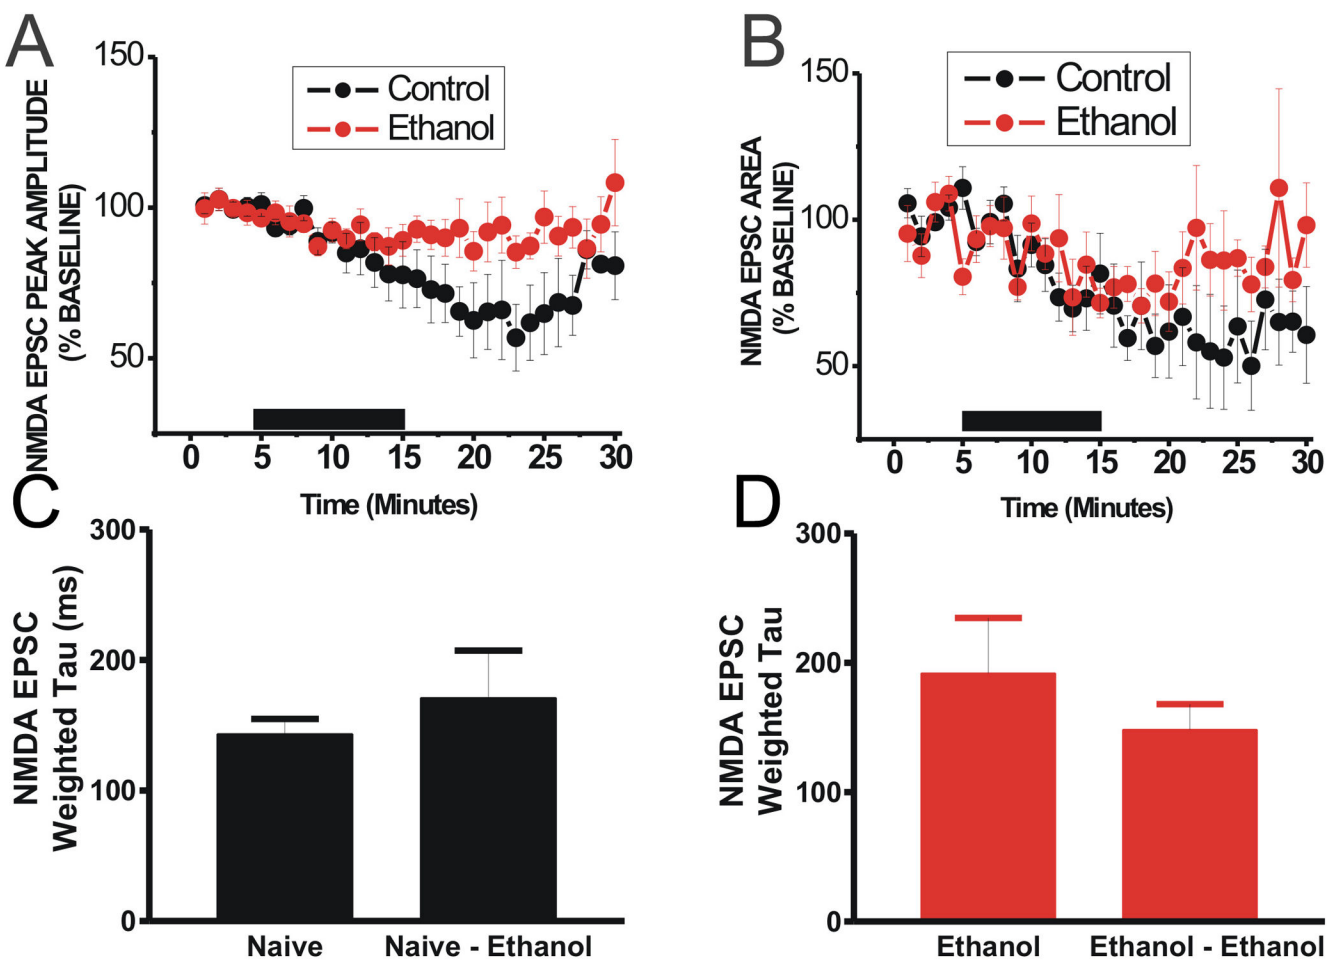 A
NMDA EPSC PEAK AMPLITUDE
(% BASELINE)
150
100
50
Control
Ethanol
0 5 10 15 20 25 30
Time (Minutes)
B
NMDA EPSC AREA
(% BASELINE)
150
100
50
Control
Ethanol
0 5 10 15 20 25 30
Time (Minutes)
C
NMDA EPSC
Weighted Tau (ms)
300
200
100
0
Naive Naive - Ethanol
D
NMDA EPSC
Weighted Tau
300
200
100
0
Ethanol Ethanol - Ethanol